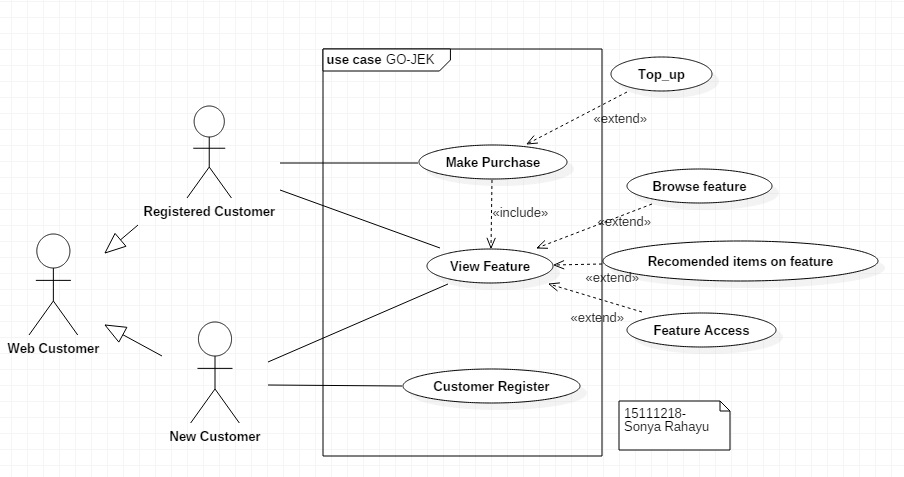 use case GO-JEK
Top_up
«extend»
Make Purchase
Registered Customer
«include»
Browse feature
«extend»
View Feature
Recomended items on feature
«extend»
Feature Access
«extend»
Web Customer
Customer Register
New Customer
15111218-
Sonya Rahayu